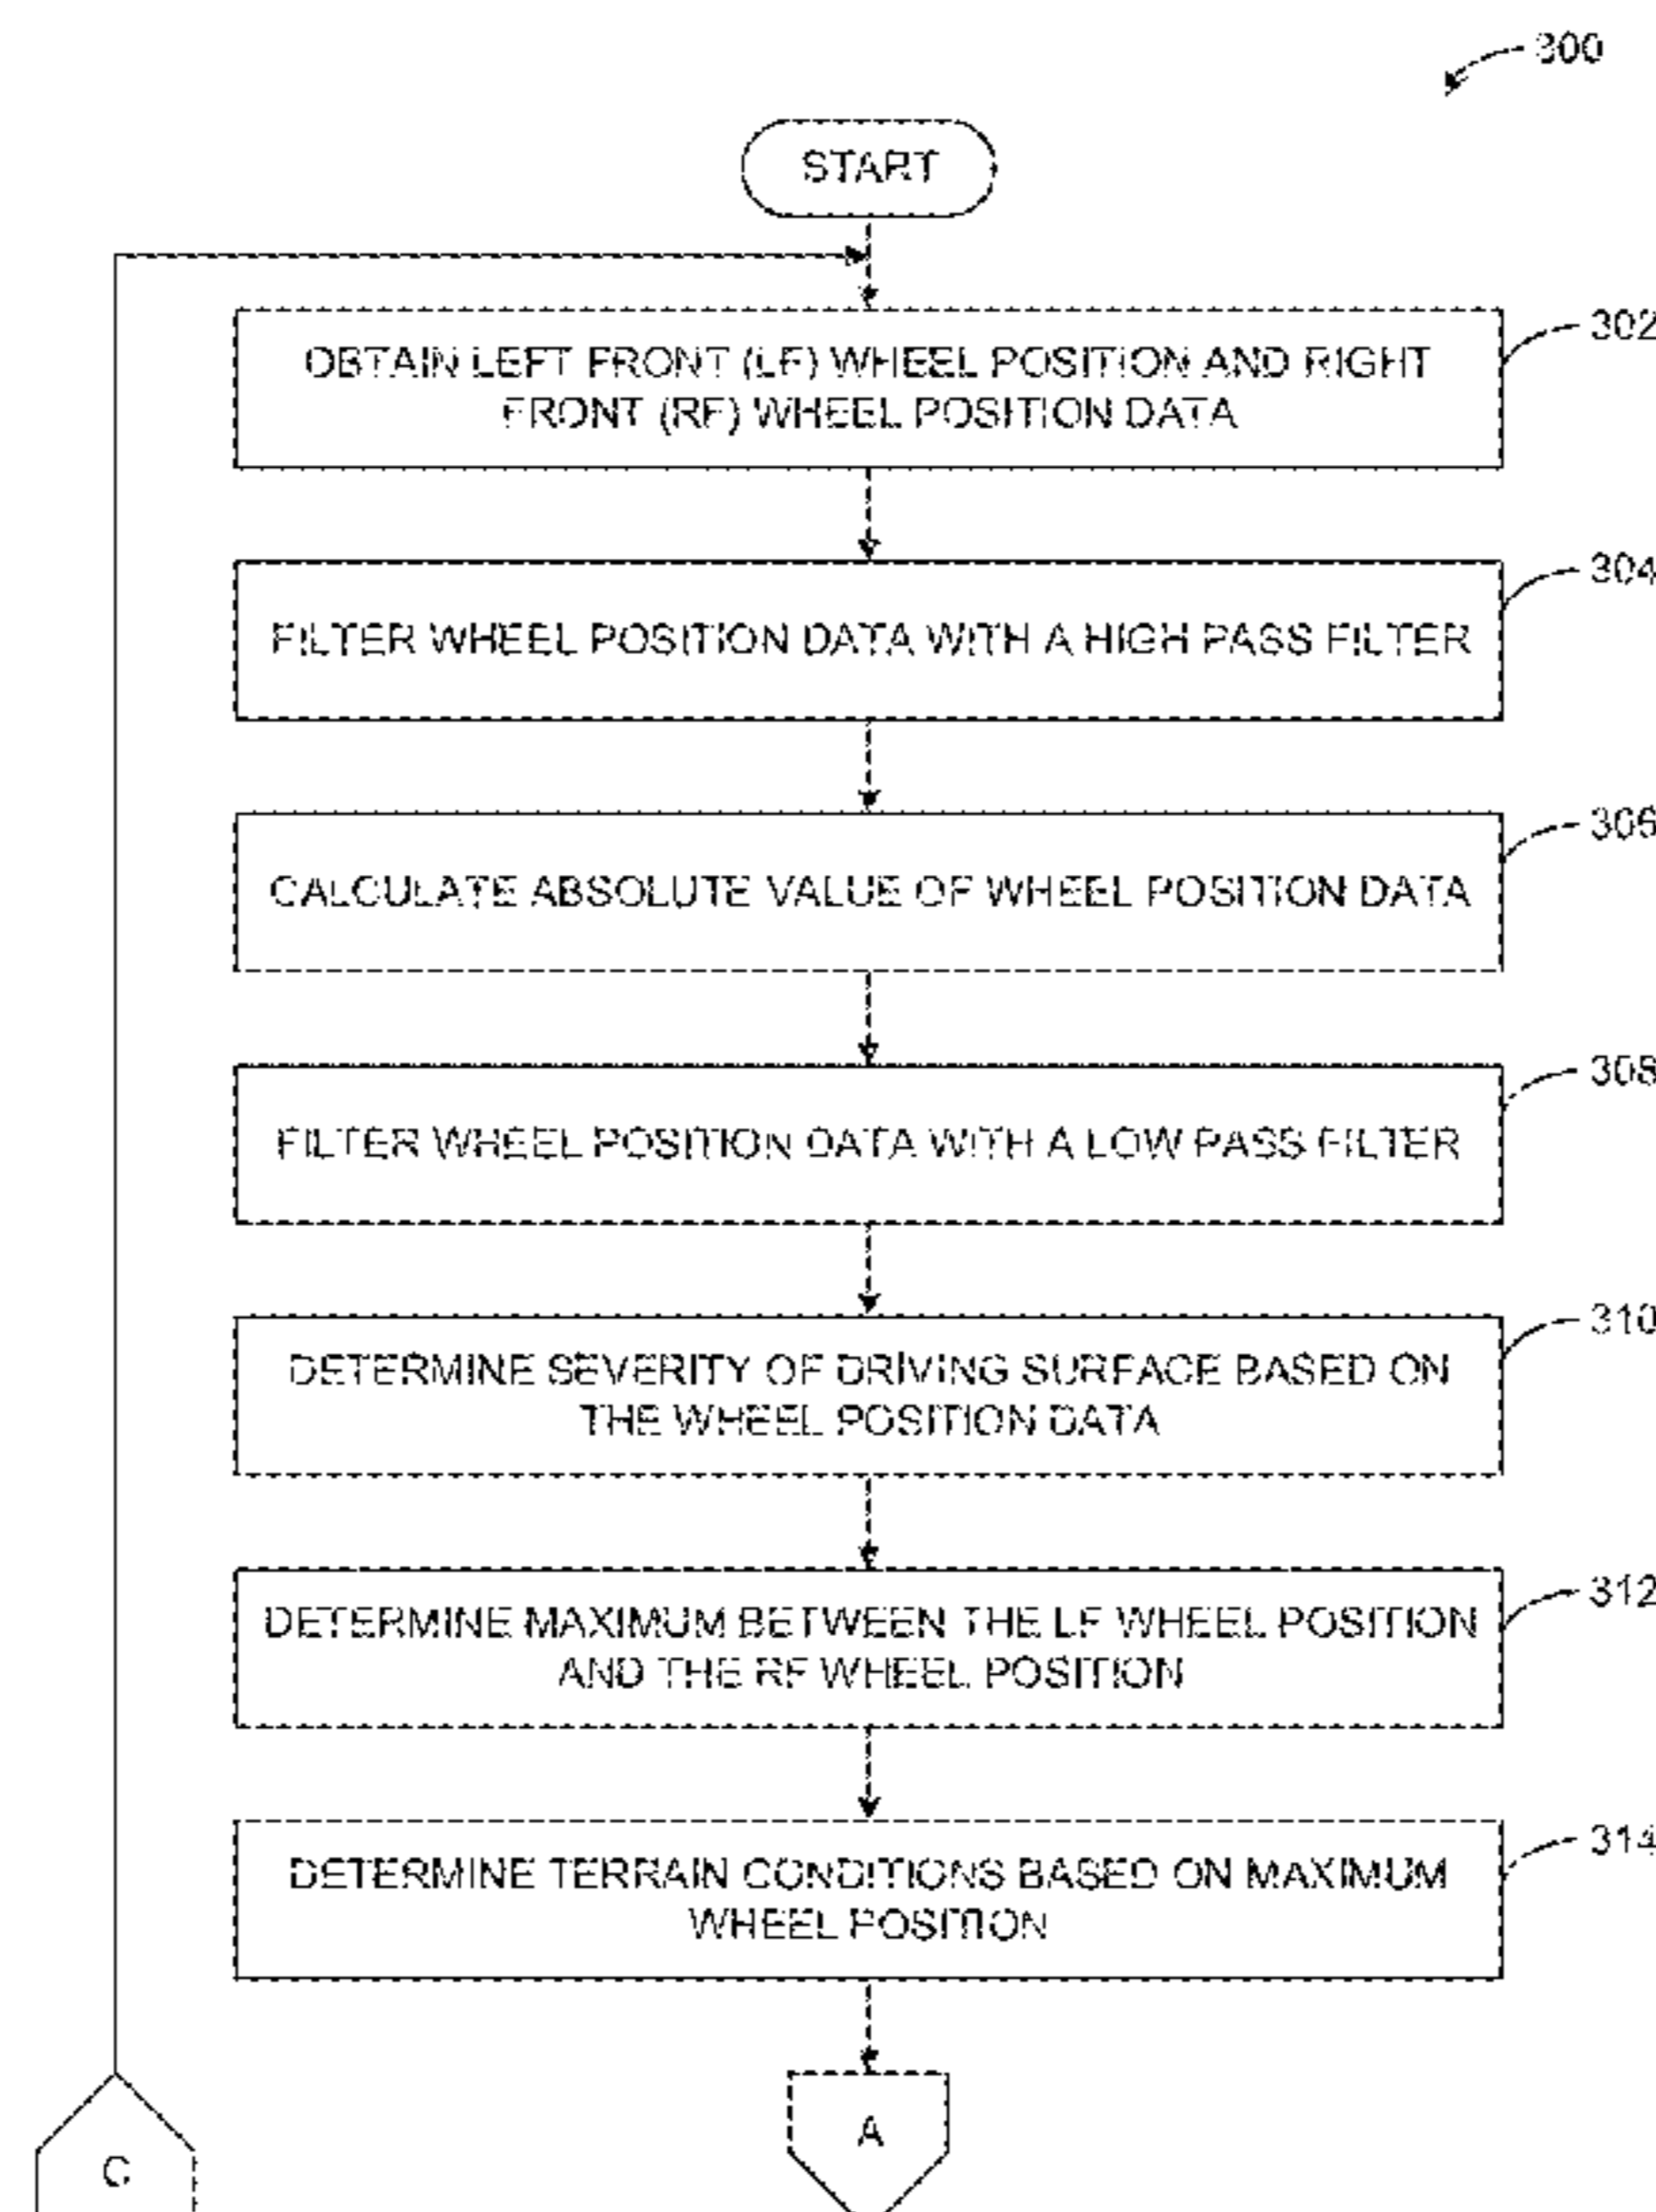 300
START
302
OBTAIN LEFT FRONT (LF) WHEEL POSITION AND RIGHT
FRONT (RF) WHEEL POSITION DATA
304
FILTER WHEEL POSITION DATA WITH A HIGH PASS FILTER
306
CALCULATE ABSOLUTE VALUE OF WHEEL POSITION DATA
308
FILTER WHEEL POSITION DATA WITH A LOW PASS FILTER
310
DETERMINE SEVERITY OF DRIVING SURFACE BASED ON
THE WHEEL POSITION DATA
312
DETERMINE MAXIMUM BETWEEN THE LF WHEEL POSITION
AND THE RF WHEEL POSITION
314
DETERMINE TERRAIN CONDITIONS BASED ON MAXIMUM
WHEEL POSITION
A
C